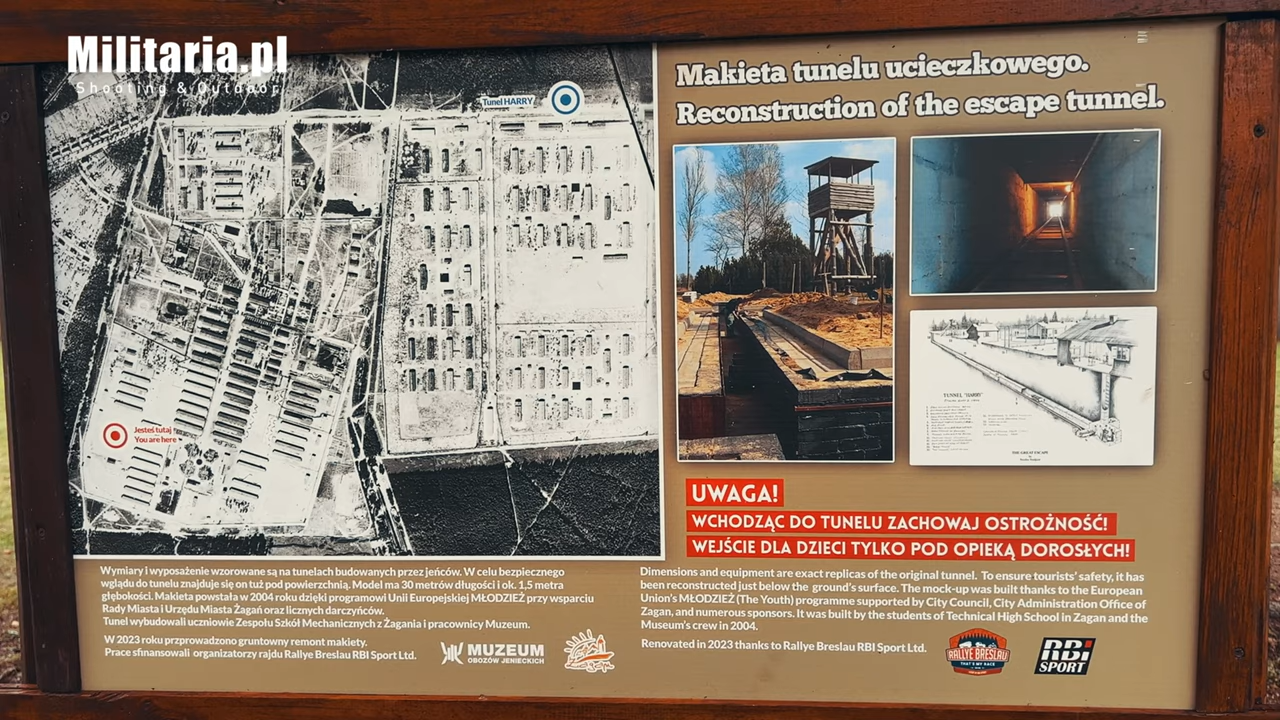 Militaria.pl
Shooting & Outdoor
Tunel HARRY
Jesteś tutaj
You are here
Makieta tunelu ucieczkowego.
Reconstruction of the escape tunnel.
TUNNEL "HARRY"
THE GREAT ESCAPE
UWAGA!
WCHODZĄC DO TUNELU ZACHOWAJ OSTROŻNOŚĆ!
WEJŚCIE DLA DZIECI TYLKO POD OPIEKĄ DOROSŁYCH!
Wymiary i wyposażenie wzorowane są na tunelach budowanych przez jeńców. W celu bezpiecznego
wglądu do tunelu znajduje się on tuż pod powierzchnią. Model ma 30 metrów długości i ok. 1,5 metra
głębokości. Makieta powstała w 2004 roku dzięki programowi Unii Europejskiej MŁODZIEŻ przy wsparciu
Rady Miasta i Urzędu Miasta Żagań oraz licznych darczyńców.
Tunel wybudowali uczniowie Zespołu Szkół Mechanicznych z Żagania i pracownicy Muzeum.
W 2023 roku przprowadzono gruntowny remont makiety.
Prace sfinansowali organizatorzy rajdu Rallye Breslau RBI Sport Ltd.
MUZEUM
OBOZÓW JENIECKICH
Dimensions and equipment are exact replicas of the original tunnel. To ensure tourists' safety, it has
been reconstructed just below the ground's surface. The mock-up was built thanks to the European
Union's MŁODZIEŻ (The Youth) programme supported by City Council, City Administration Office of
Zagan, and numerous sponsors. It was built by the students of Technical High School in Zagan and the
Museum's crew in 2004.
Renovated in 2023 thanks to Rallye Breslau RBI Sport Ltd.
RALLYE BRESLAU
THAT'S MY RACE
RBI
SPORT